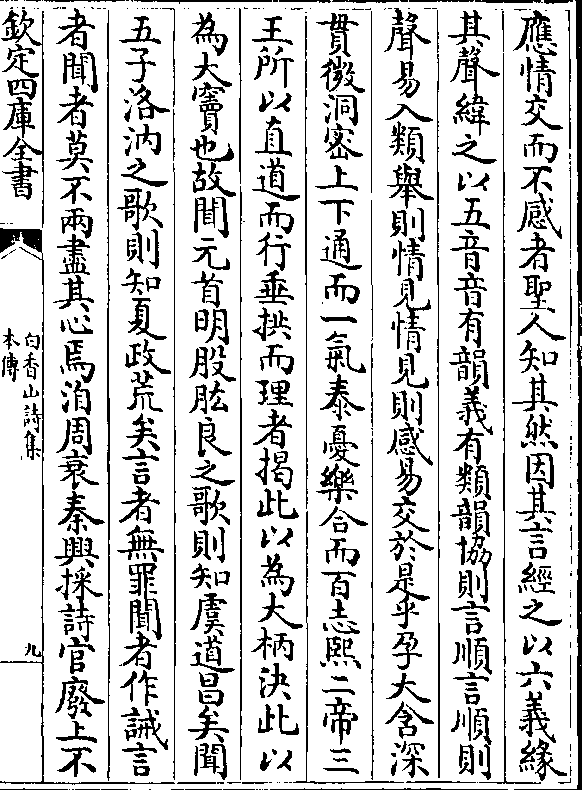 應情交而不感者聖人知其然因其言經之以六義緣
其聲緯之以五音音有韻義有類韻協則言順言順則
聲易入類舉則情見情見則感易交於是乎孕大含深
貫微洞密上下通而一氣泰憂樂合而百志熙二帝三
王所以直道而行垂拱而理者揭此以為大柄決此以
為大竇也故聞元首明股肱良之歌則知虞道昌矣聞
五子洛汭之歌則知夏政荒矣言者無罪聞者作誡言
者聞者莫不兩盡其心焉洎周衰秦興採詩官廢上不
欽定四庫全書
白香山詩集
本傳
九